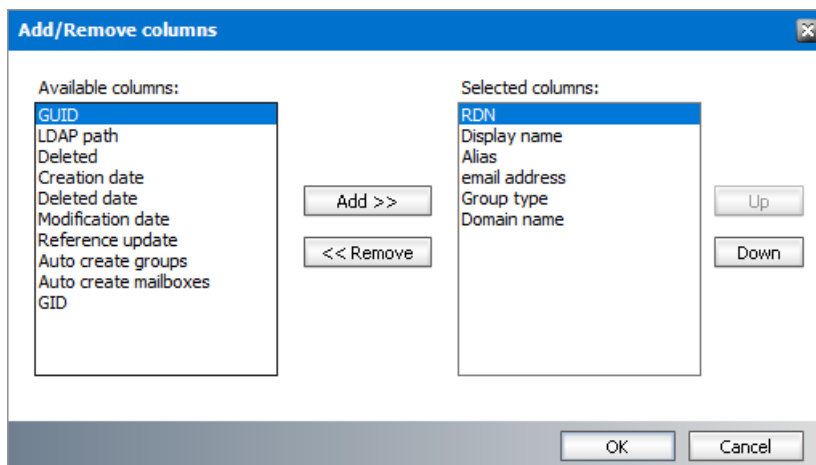 Add/Remove columns
Available columns:
GUID
LDAP path
Deleted
Creation date
Deleted date
Modification date
Reference update
Auto create groups
Auto create mailboxes
GID
Add >>
<< Remove
Selected columns:
RDN
Display name
Alias
email address
Group type
Domain name
Up
Down
OK
Cancel